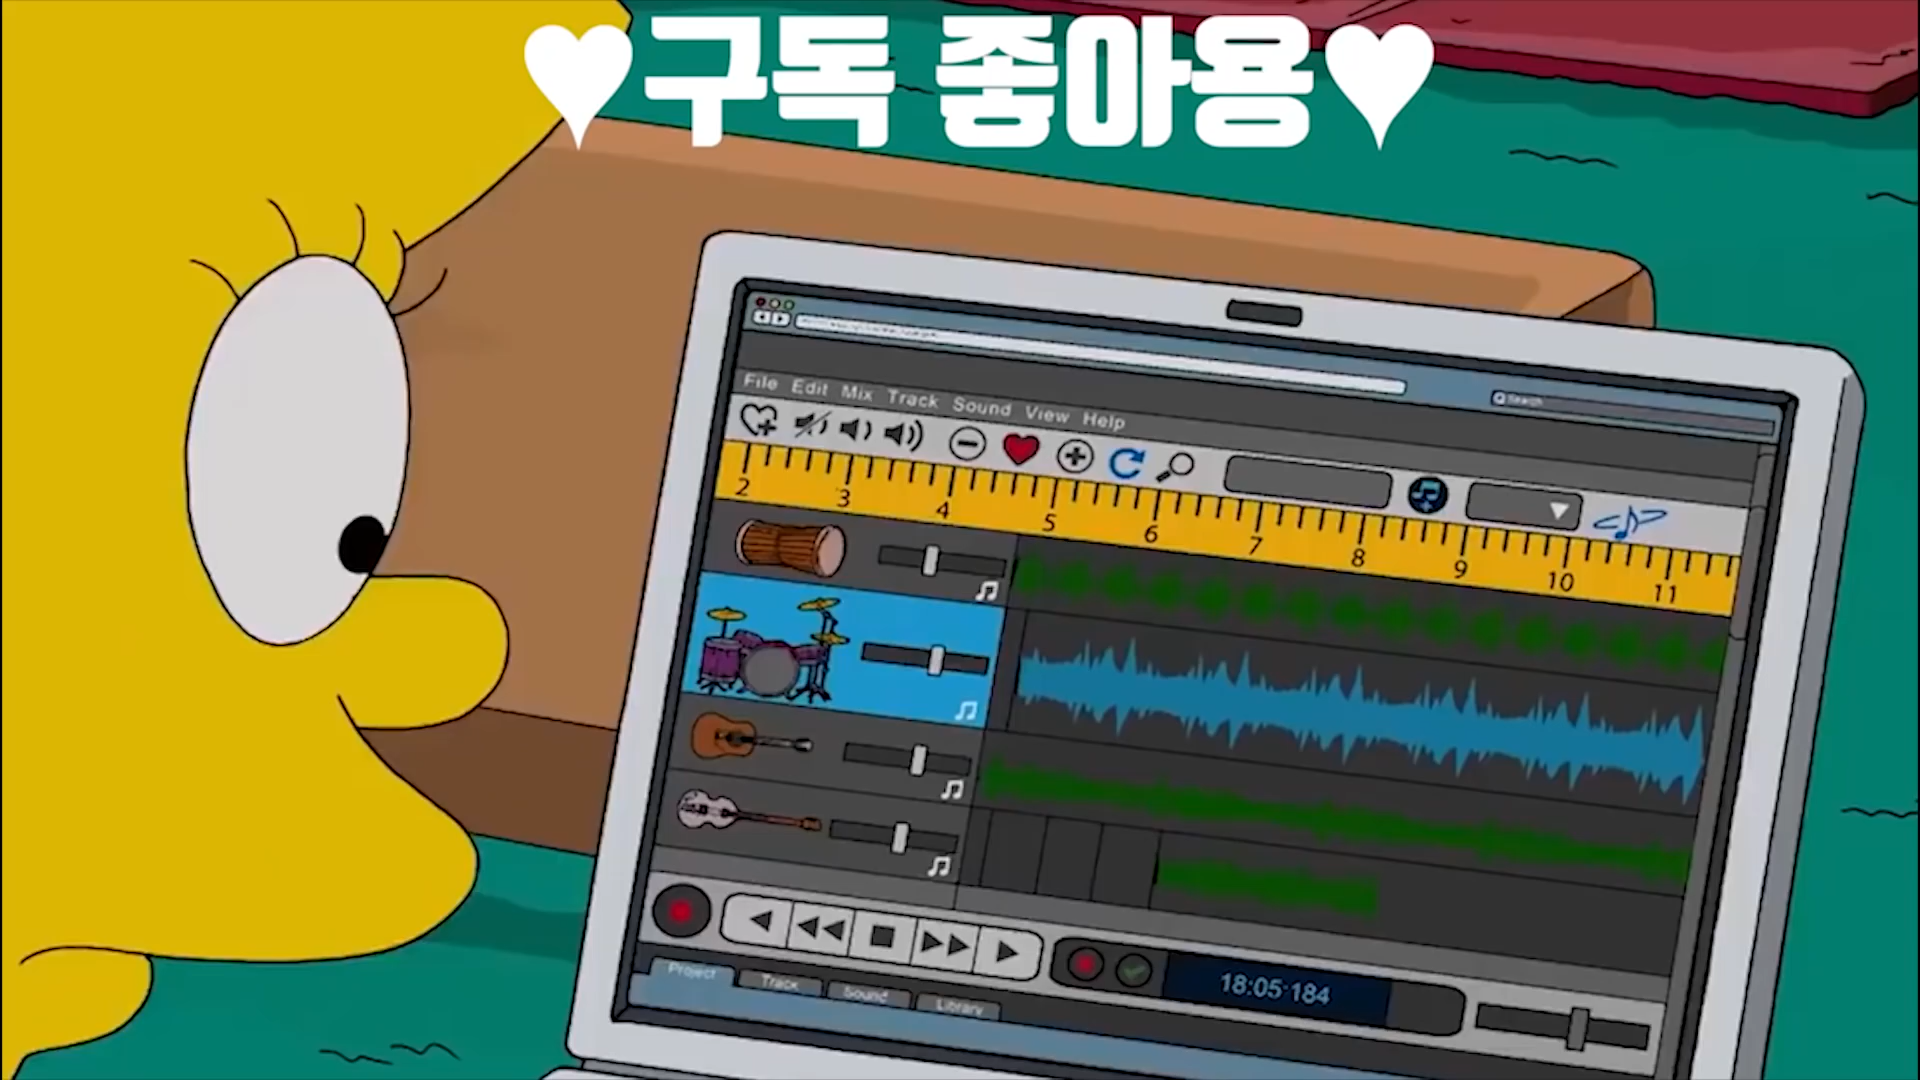 ♥구독 좋아용♥
Search
File Edit Mix Track Sound View Help
2 3 4 5 6 7 8 9 10 11
18:05:184
Project Track Sound Library